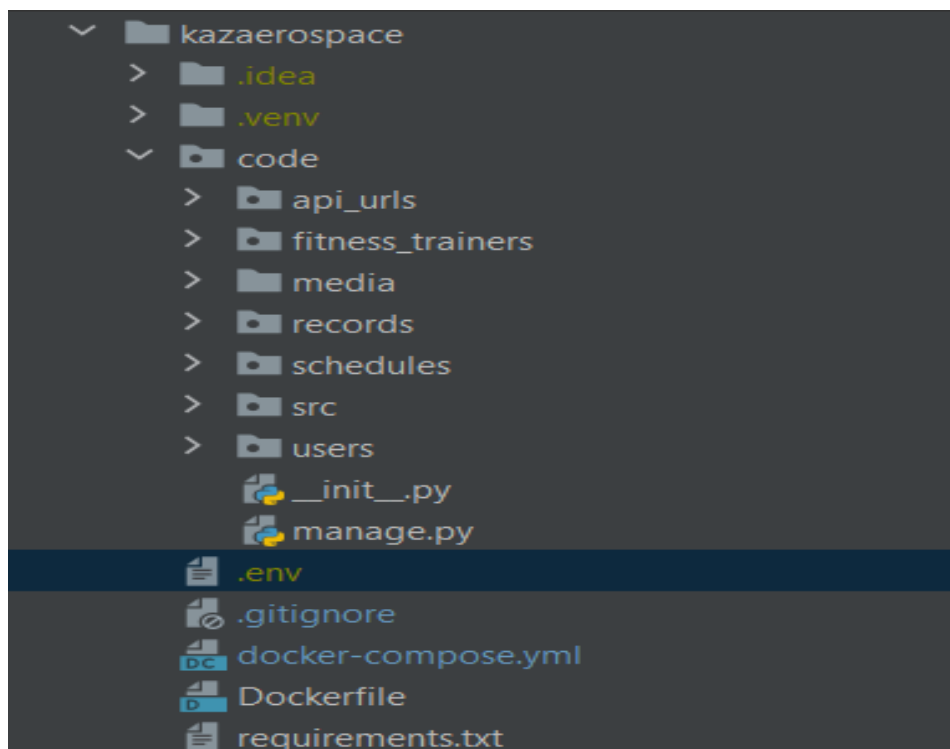 kazaerospace
.idea
.venv
code
api_urls
fitness_trainers
media
records
schedules
src
users
__init__.py
manage.py
.env
.gitignore
DC docker-compose.yml
D Dockerfile
requirements.txt